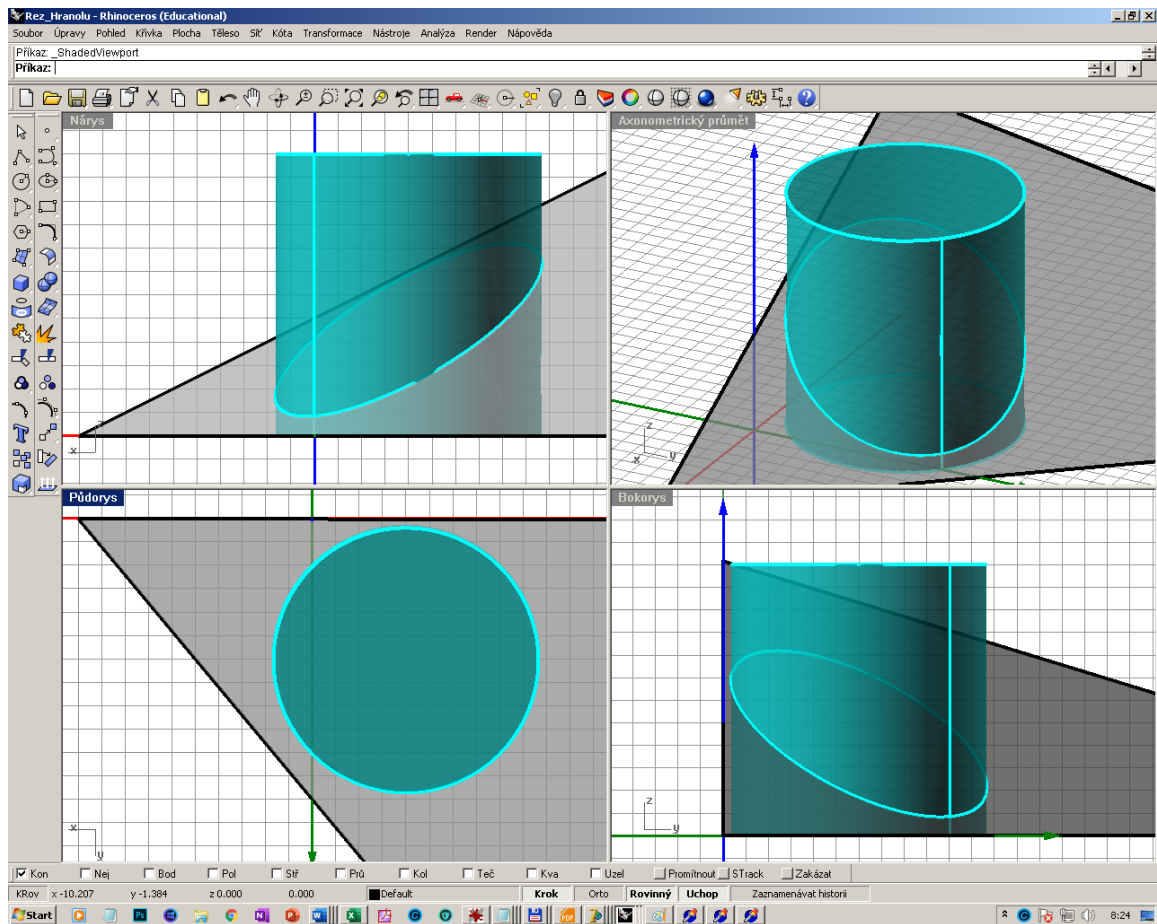 Rez_Hranolu - Rhinoceros (Educational)
Soubor Úpravy Pohled Křivka Plocha Těleso Síť Kóta Transformace Nástroje Analýza Render Nápověda
Příkaz: _ShadedViewport
Příkaz:
Nárys
Axonometrický průmět
x
z
x
y
Půdorys
Bokorys
x
y
z
y
Kon Nej Bod Pol Stř Prů Kol Teč Kva Uzel Promítnout STrack Zakázat
KRov x -10.207 y -1.384 z 0.000 0.000 Default Krok Orto Rovinný Uchop Zaznamenávat historii
Start 8:24